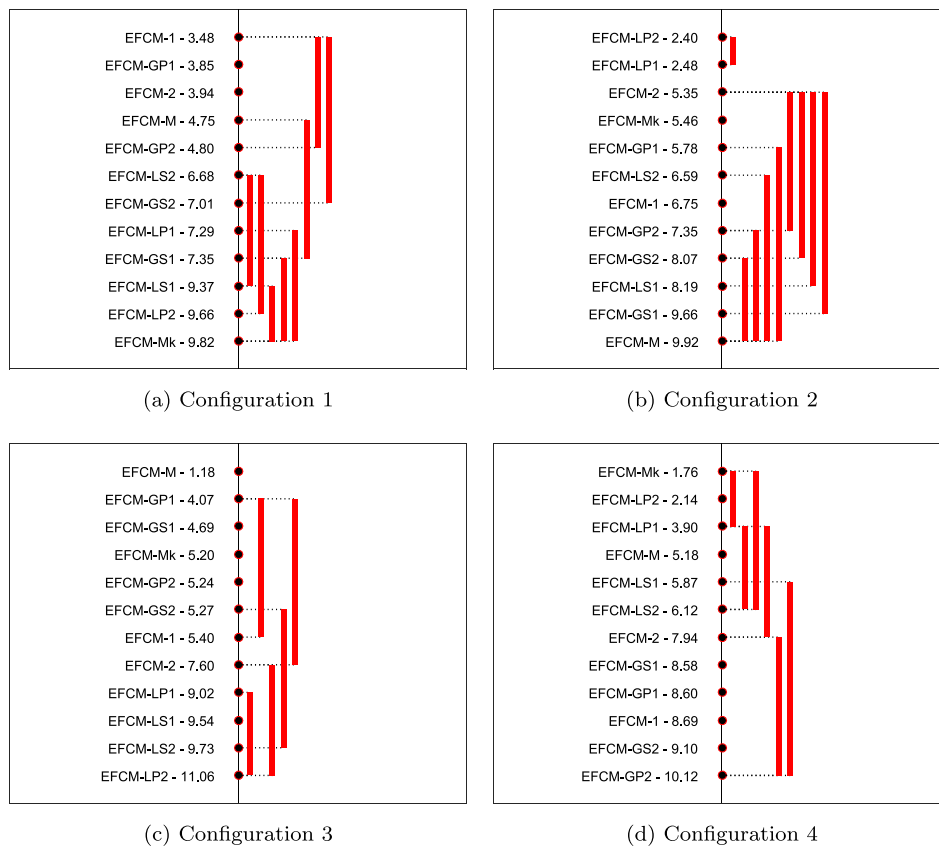 EFCM-1 - 3.48
EFCM-GP1 - 3.85
EFCM-2 - 3.94
EFCM-M - 4.75
EFCM-GP2 - 4.80
EFCM-LS2 - 6.68
EFCM-GS2 - 7.01
EFCM-LP1 - 7.29
EFCM-GS1 - 7.35
EFCM-LS1 - 9.37
EFCM-LP2 - 9.66
EFCM-Mk - 9.82
(a) Configuration 1
EFCM-LP2 - 2.40
EFCM-LP1 - 2.48
EFCM-2 - 5.35
EFCM-Mk - 5.46
EFCM-GP1 - 5.78
EFCM-LS2 - 6.59
EFCM-1 - 6.75
EFCM-GP2 - 7.35
EFCM-GS2 - 8.07
EFCM-LS1 - 8.19
EFCM-GS1 - 9.66
EFCM-M - 9.92
(b) Configuration 2
EFCM-M - 1.18
EFCM-GP1 - 4.07
EFCM-GS1 - 4.69
EFCM-Mk - 5.20
EFCM-GP2 - 5.24
EFCM-GS2 - 5.27
EFCM-1 - 5.40
EFCM-2 - 7.60
EFCM-LP1 - 9.02
EFCM-LS1 - 9.54
EFCM-LS2 - 9.73
EFCM-LP2 - 11.06
(c) Configuration 3
EFCM-Mk - 1.76
EFCM-LP2 - 2.14
EFCM-LP1 - 3.90
EFCM-M - 5.18
EFCM-LS1 - 5.87
EFCM-LS2 - 6.12
EFCM-2 - 7.94
EFCM-GS1 - 8.58
EFCM-GP1 - 8.60
EFCM-1 - 8.69
EFCM-GS2 - 9.10
EFCM-GP2 - 10.12
(d) Configuration 4